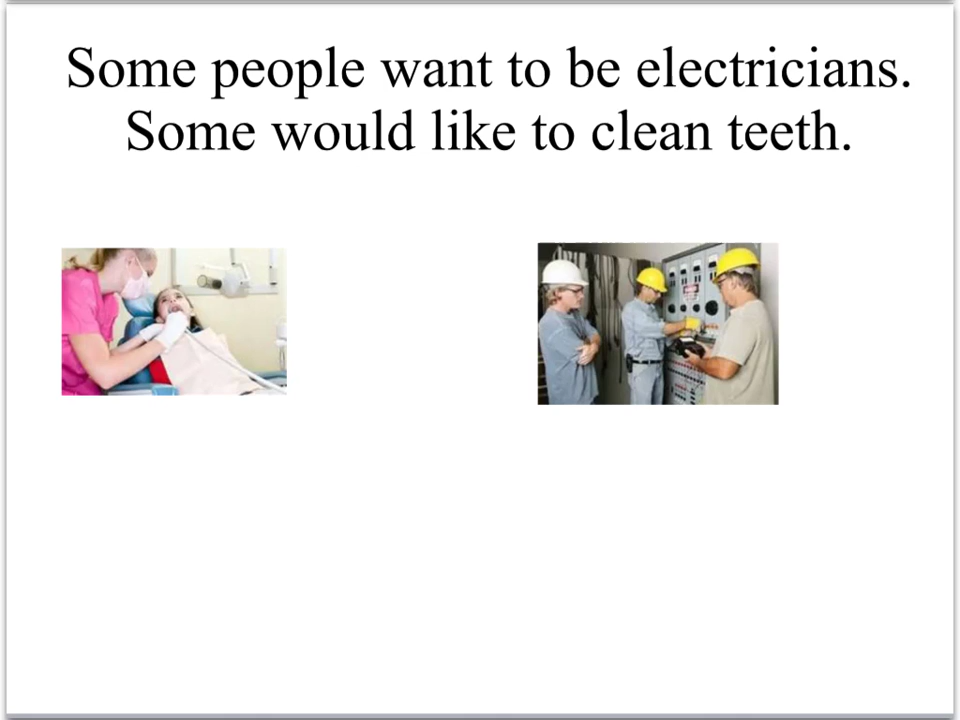 Some people want to be electricians.
Some would like to clean teeth.